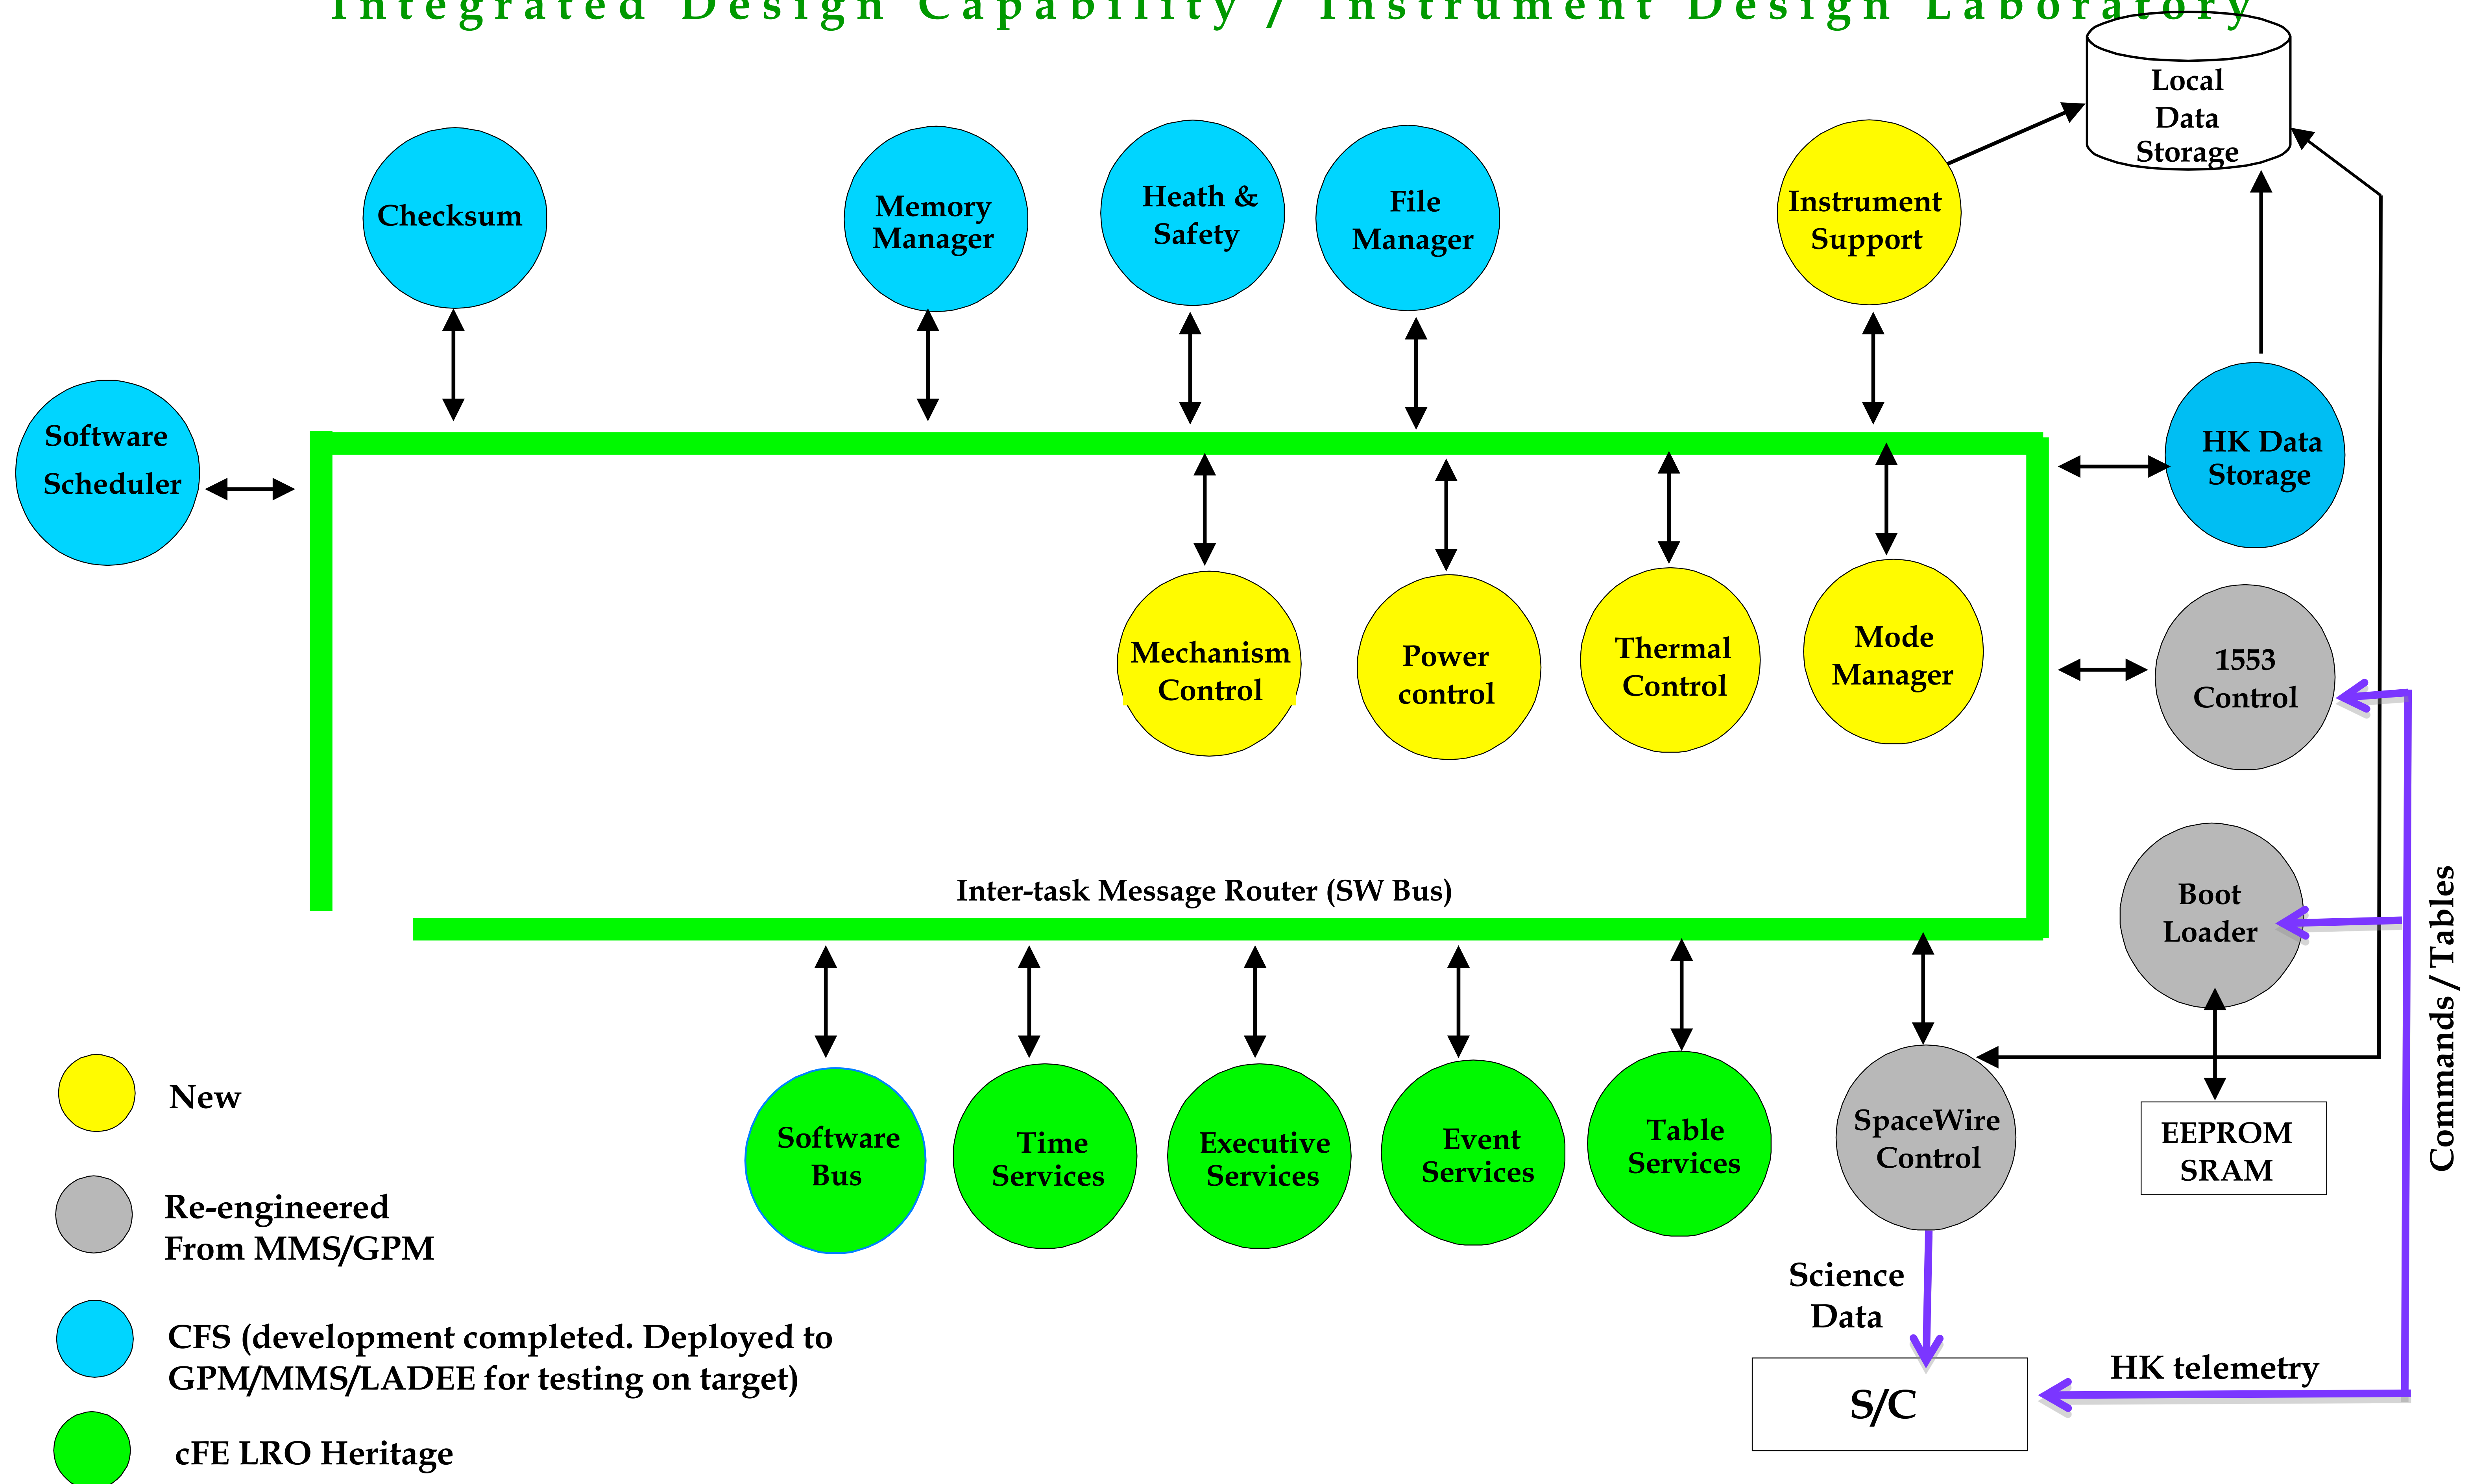 Integrated Design Capability / Instrument Design Laboratory
Local
Data
Storage
Checksum
Memory
Manager
Heath &
Safety
File
Manager
Instrument
Support
Software
Scheduler
HK Data
Storage
Mechanism
Control
Power
control
Thermal
Control
Mode
Manager
1553
Control
Inter-task Message Router (SW Bus)
Boot
Loader
Commands / Tables
Software
Bus
Time
Services
Executive
Services
Event
Services
Table
Services
SpaceWire
Control
EEPROM
SRAM
New
Re-engineered
From MMS/GPM
Science
Data
CFS (development completed. Deployed to
GPM/MMS/LADEE for testing on target)
HK telemetry
S/C
cFE LRO Heritage